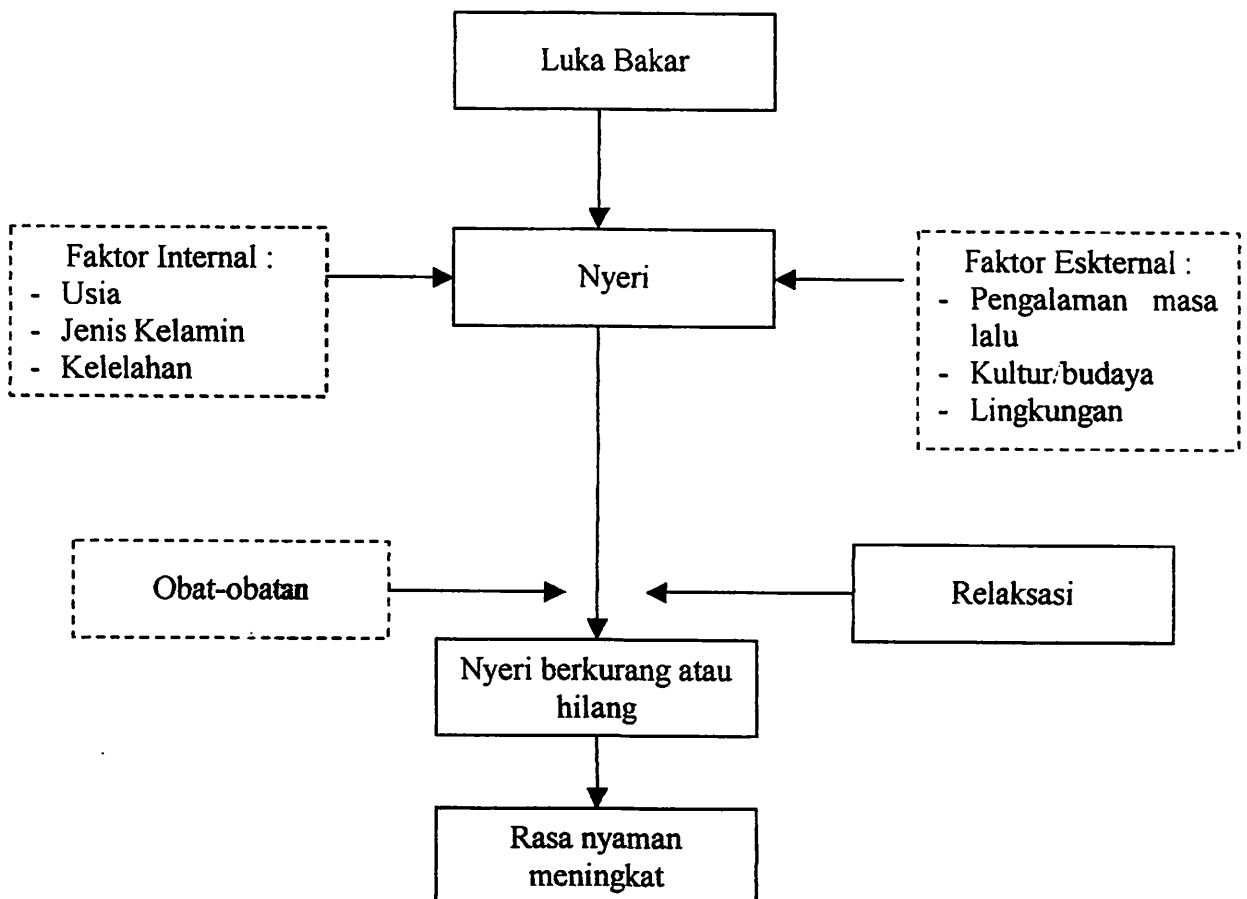 Luka Bakar
Faktor Internal :
- Usia
- Jenis Kelamin
- Kelelahan
Nyeri
Faktor Eskternal :
- Pengalaman masa
lalu
- Kultur/budaya
- Lingkungan
Obat-obatan
Relaksasi
Nyeri berkurang atau
hilang
Rasa nyaman
meningkat